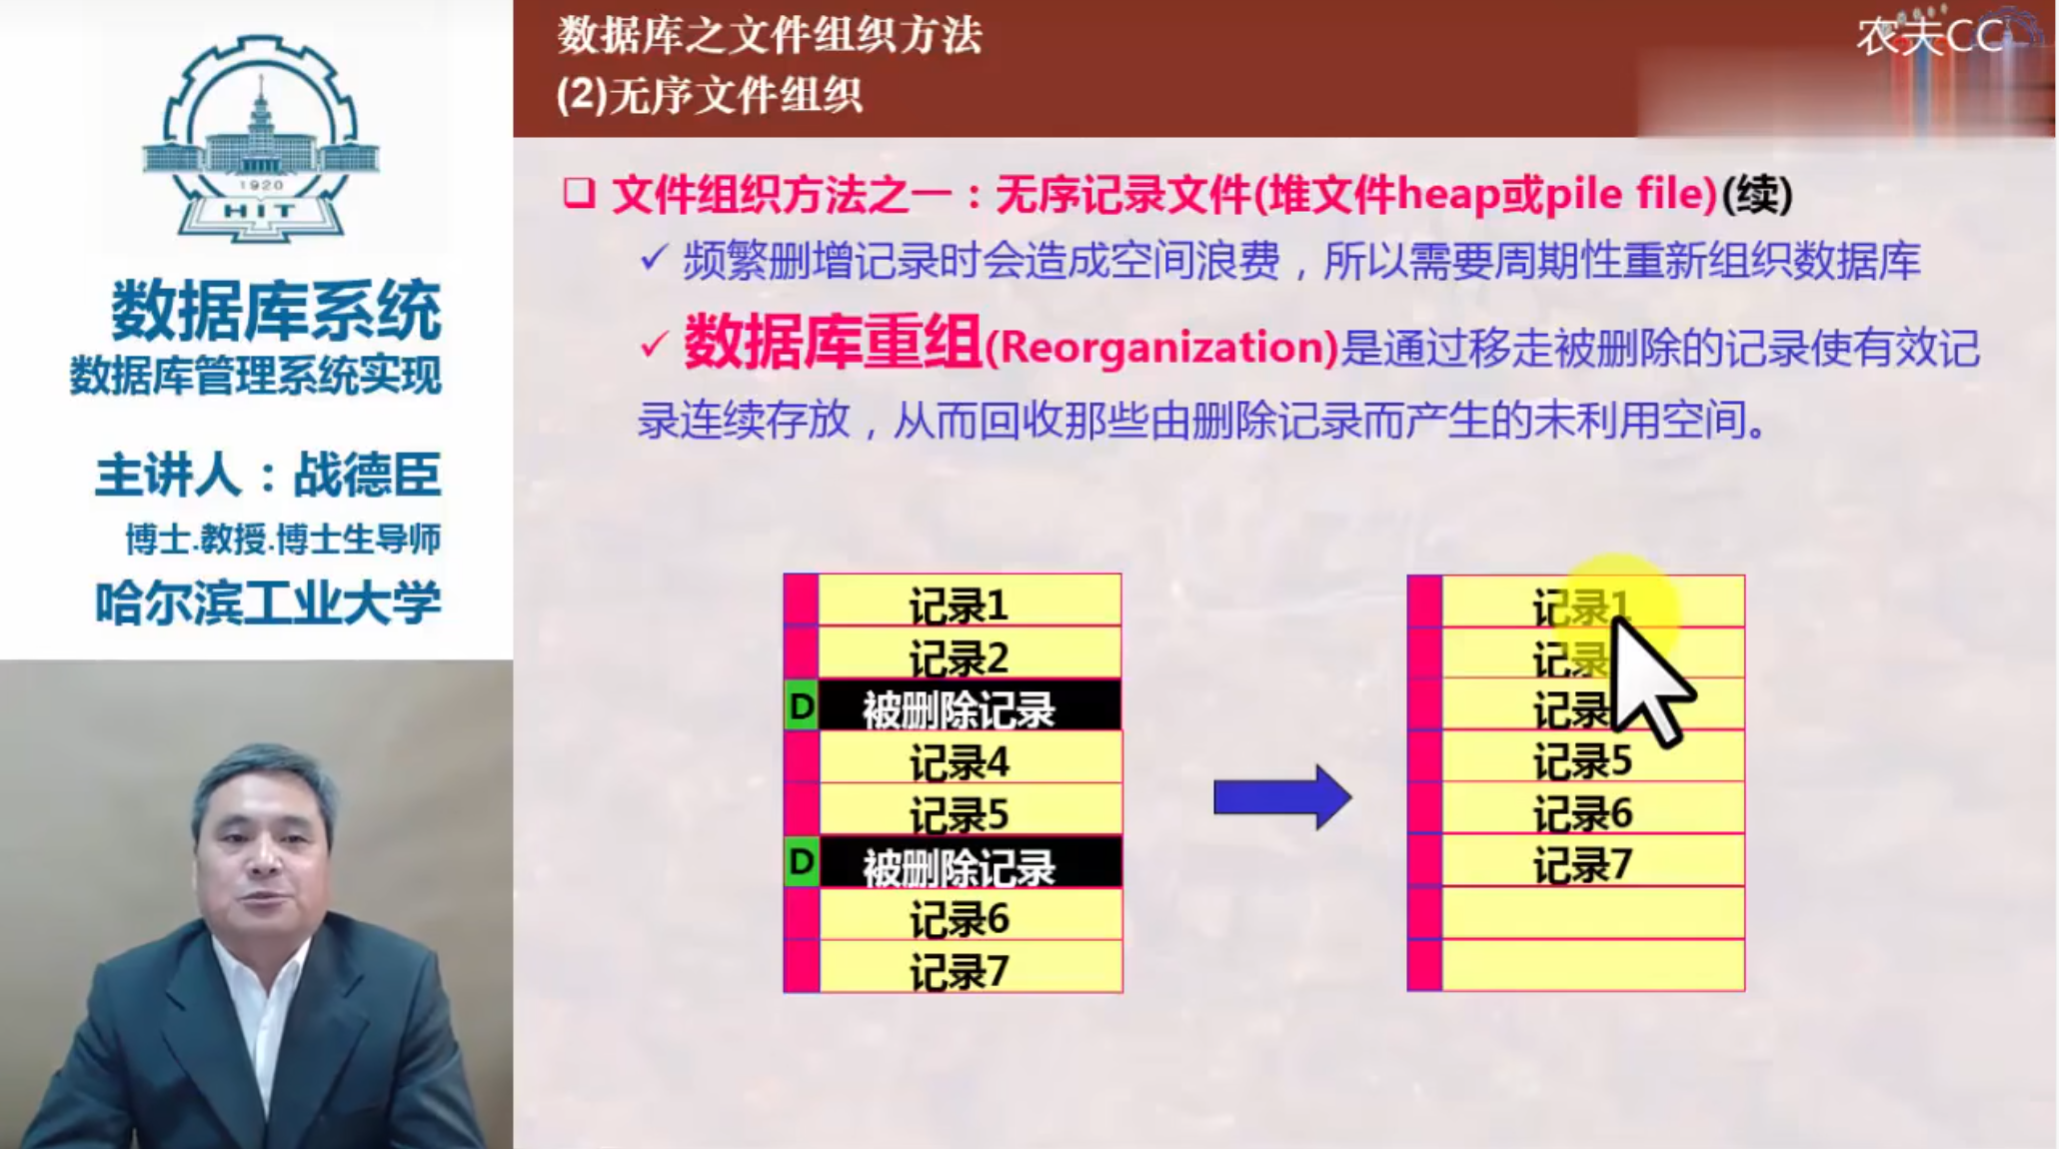 1920
HIT
数据库系统
数据库管理系统实现
主讲人：战德臣
博士.教授.博士生导师
哈尔滨工业大学
数据库之文件组织方法
(2)无序文件组织
农夫CC
❑ 文件组织方法之一：无序记录文件(堆文件heap或pile file)(续)
✓ 频繁删增记录时会造成空间浪费，所以需要周期性重新组织数据库
✓ 数据库重组(Reorganization)是通过移走被删除的记录使有效记
录连续存放，从而回收那些由删除记录而产生的未利用空间。
记录1
记录2
D 被删除记录
记录4
记录5
D 被删除记录
记录6
记录7
记录1
记录
记录
记录5
记录6
记录7